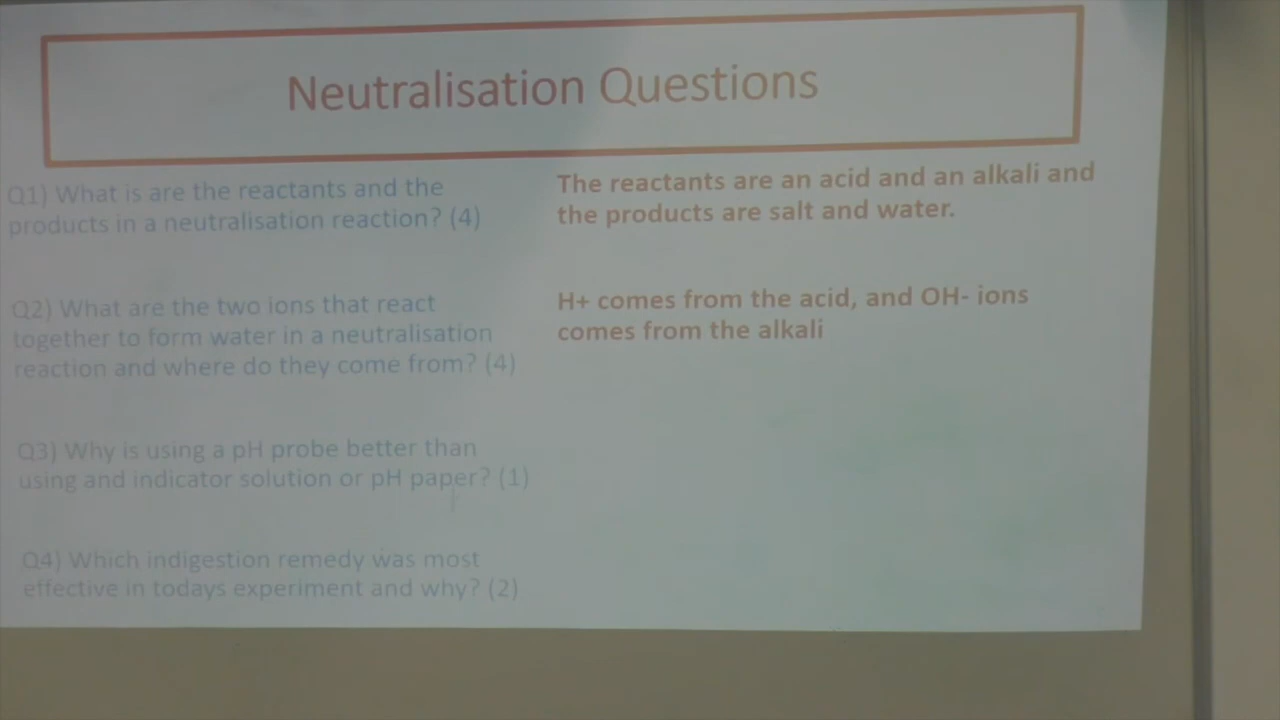 Neutralisation Questions
Q1) What is are the reactants and the
products in a neutralisation reaction? (4)
The reactants are an acid and an alkali and
the products are salt and water.
Q2) What are the two ions that react
together to form water in a neutralisation
reaction and where do they come from? (4)
H+ comes from the acid, and OH- ions
comes from the alkali
Q3) Why is using a pH probe better than
using and indicator solution or pH paper? (1)
Q4) Which indigestion remedy was most
effective in todays experiment and why? (2)